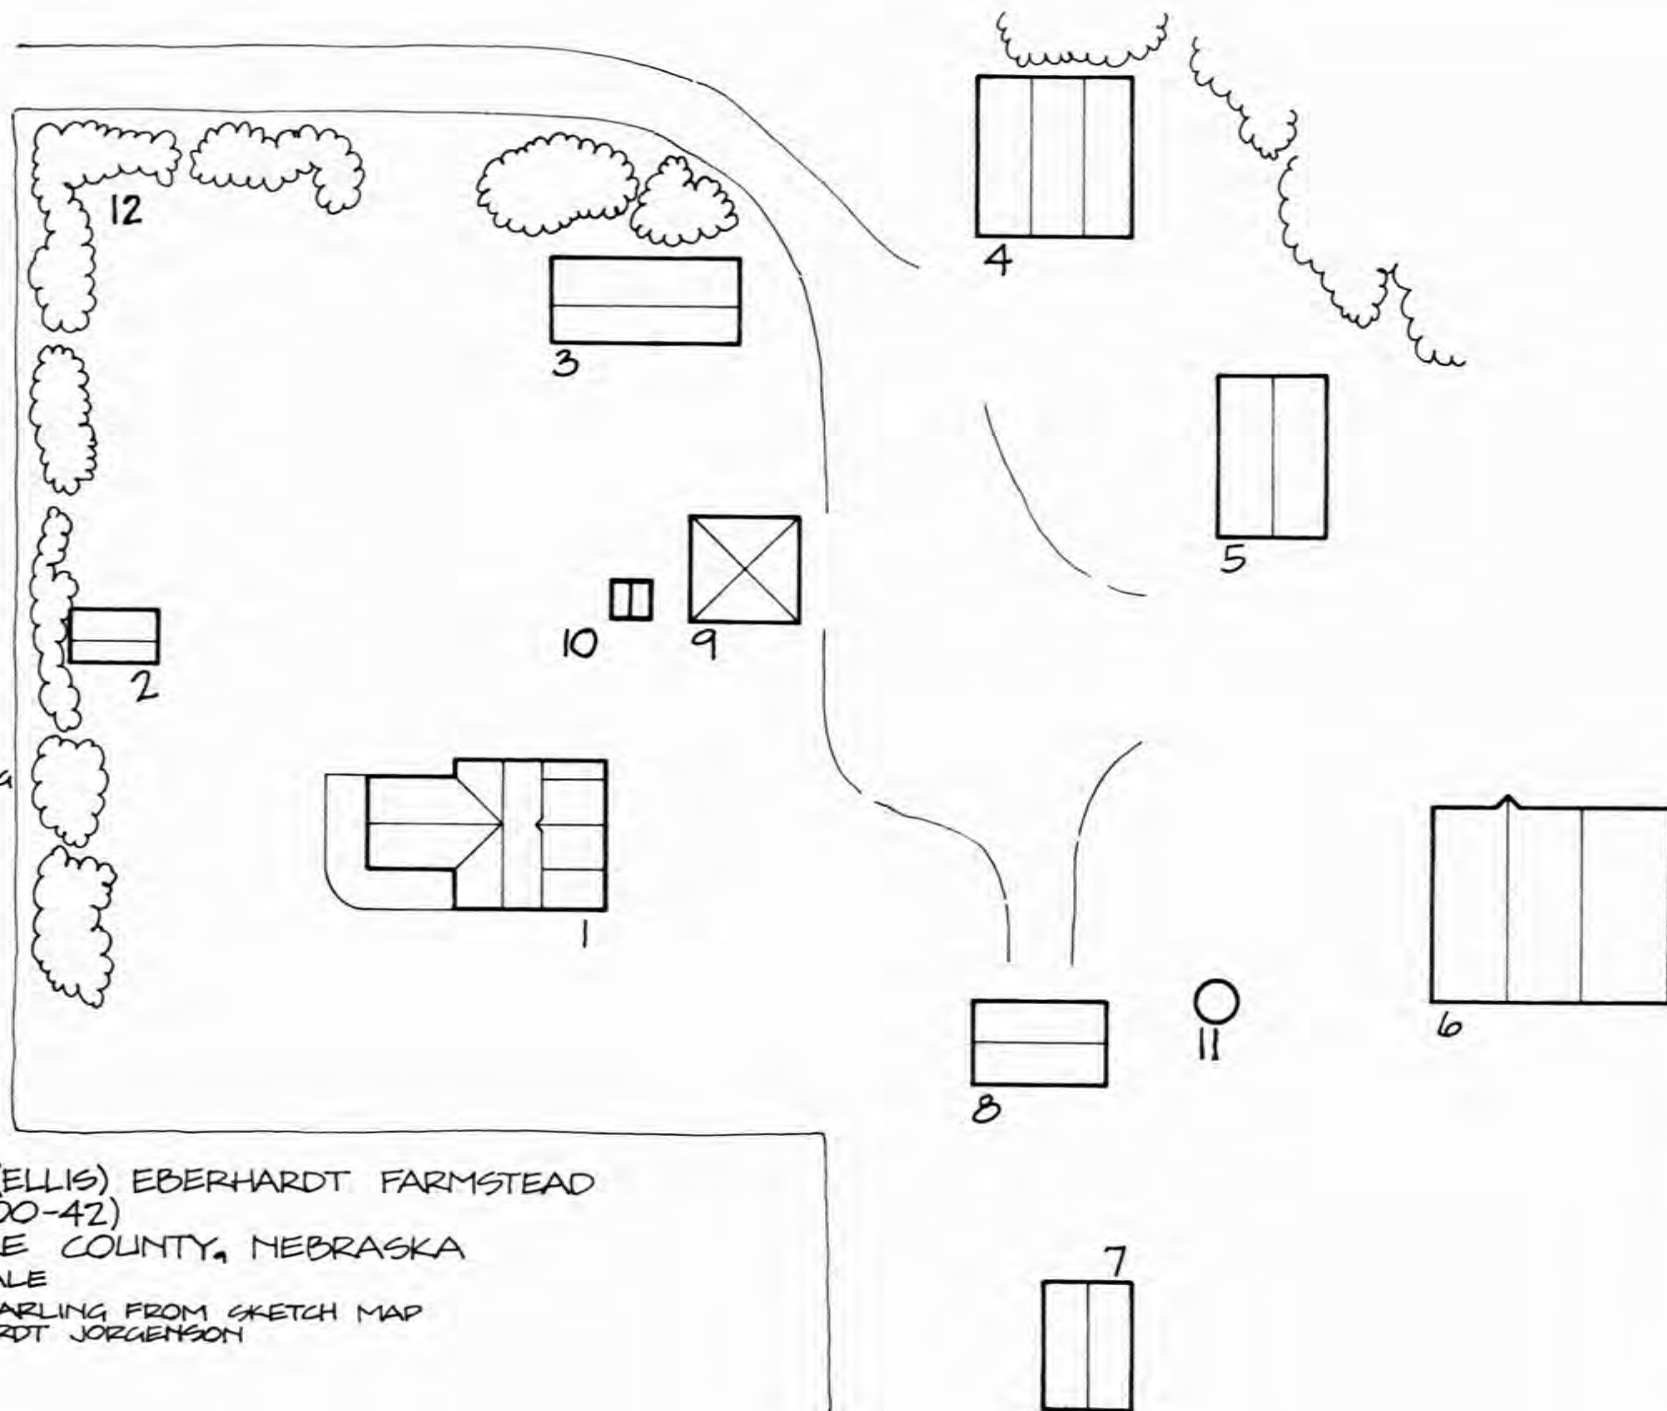 12
4
3
5
10
9
2
1
6
11
8
(ELLIS) EBERHARDT FARMSTEAD
00-42)
E COUNTY, NEBRASKA
ALE
ARLING FROM SKETCH MAP
RDT JORGENSON
7